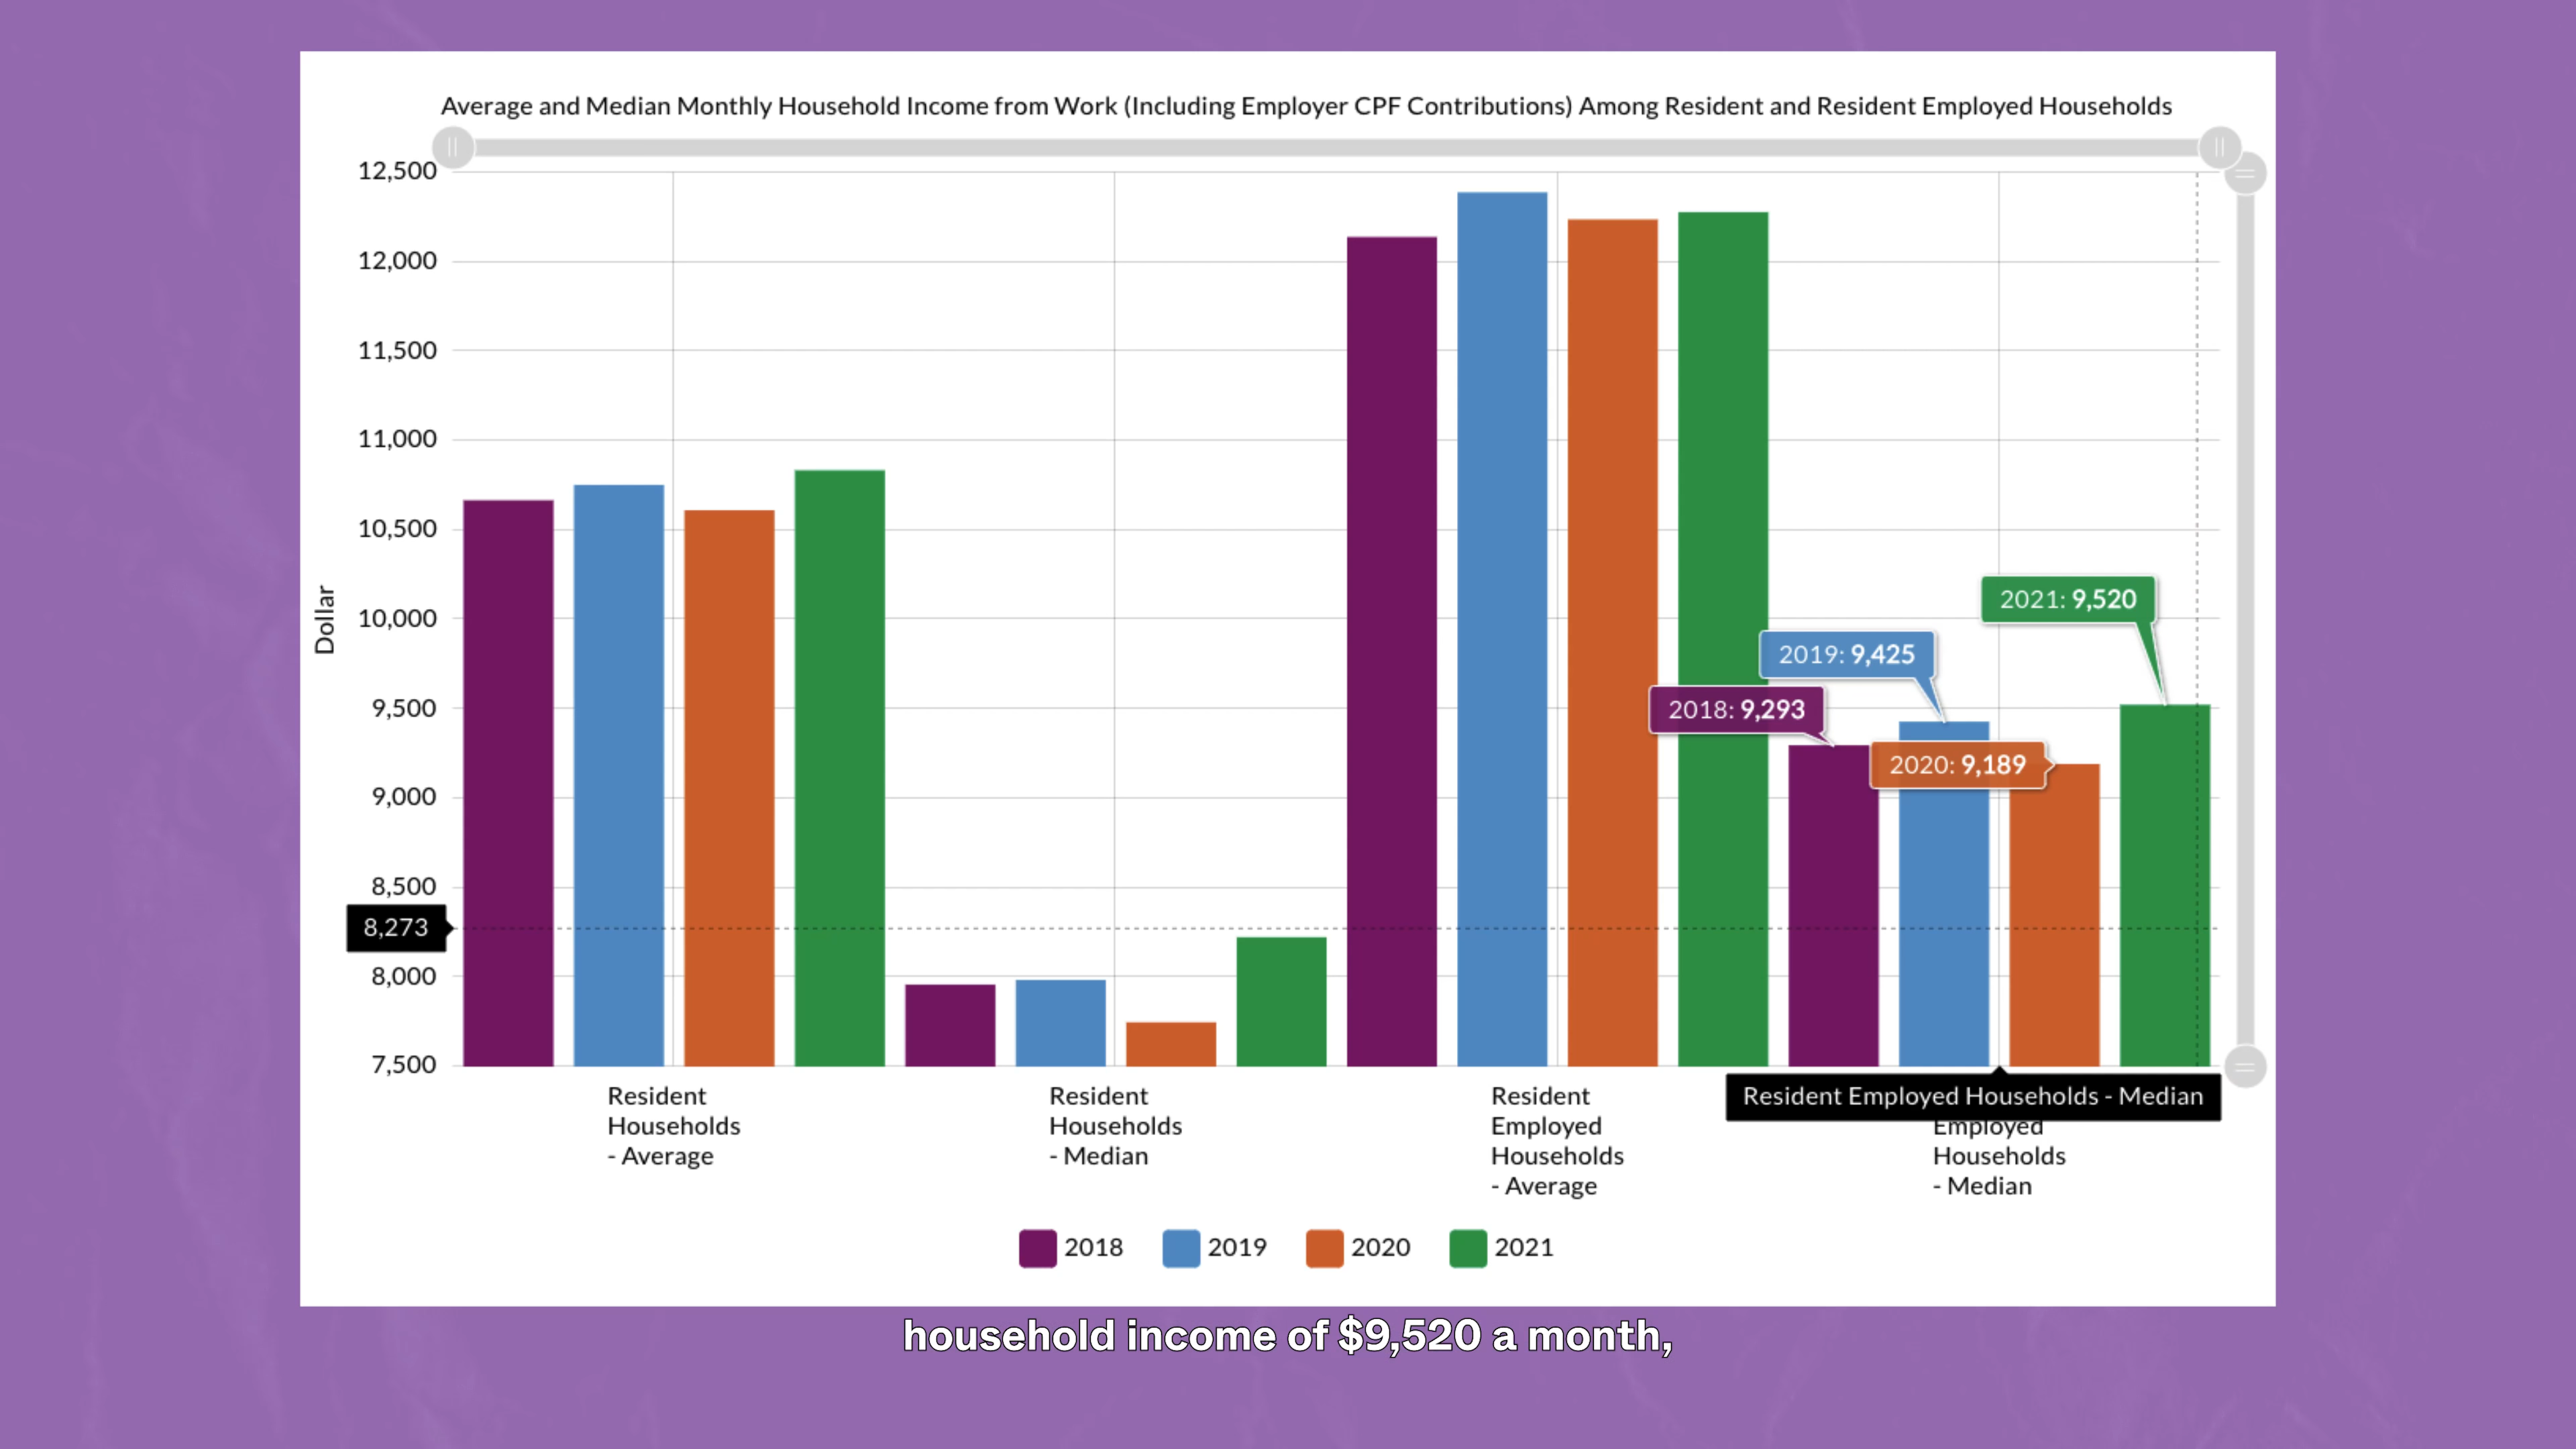 Average and Median Monthly Household Income from Work (Including Employer CPF Contributions) Among Resident and Resident Employed Households
12,500
12,000
11,500
11,000
10,500
10,000
9,500
9,000
8,500
8,273
8,000
7,500
Dollar
2021: 9,520
2019: 9,425
2018: 9,293
2020: 9,189
Resident
Households
- Average
Resident
Households
- Median
Resident
Employed
Households
- Average
Resident Employed Households - Median
Employed
Households
- Median
2018
2019
2020
2021
household income of $9,520 a month,